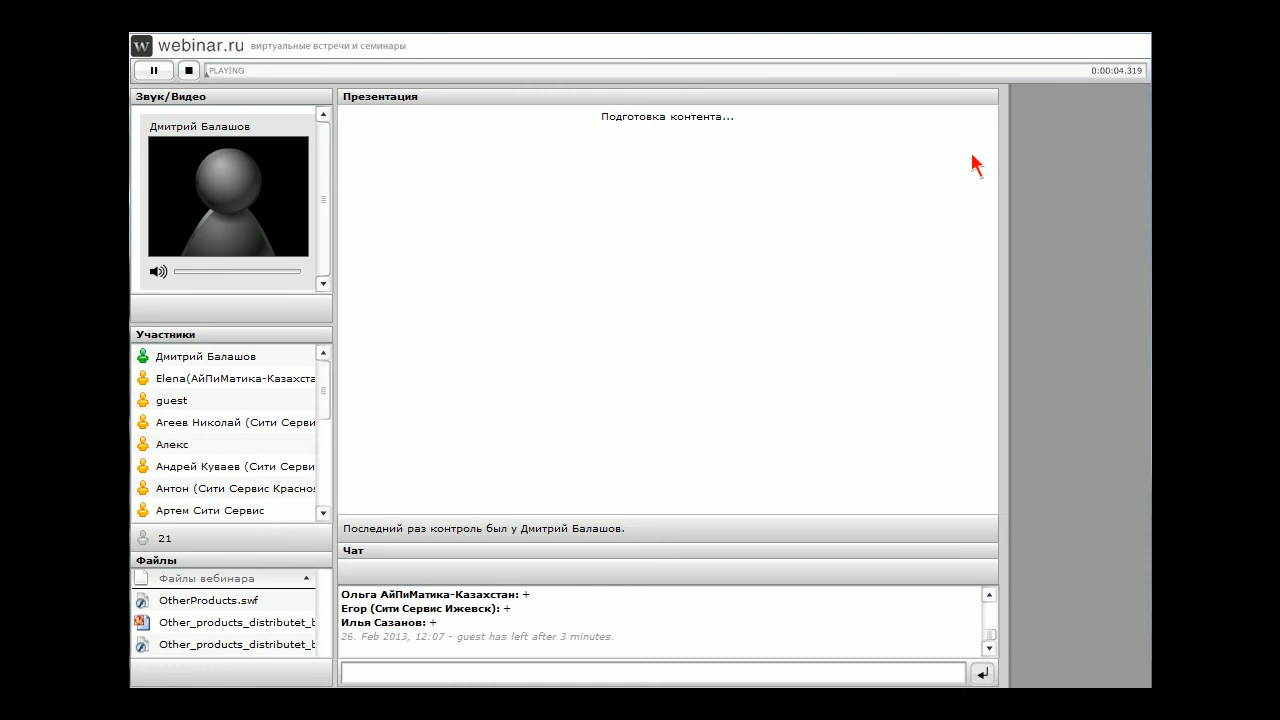 W webinar.ru виртуальные встречи и семинары
PLAYING 0:00:04.319
Звук/Видео
Дмитрий Балашов
Участники
Дмитрий Балашов
Elena(АйПиМатика-Казахста
guest
Агеев Николай (Сити Серви
Алекс
Андрей Куваев (Сити Серви
Антон (Сити Сервис Красно
Артем Сити Сервис
21
Файлы
Файлы вебинара
OtherProducts.swf
Other_products_distributet_b
Other_products_distributet_b
Презентация
Подготовка контента...
Последний раз контроль был у Дмитрий Балашов.
Чат
Ольга АйПиМатика-Казахстан: +
Егор (Сити Сервис Ижевск): +
Илья Сазанов: +
26. Feb 2013, 12:07 - guest has left after 3 minutes.